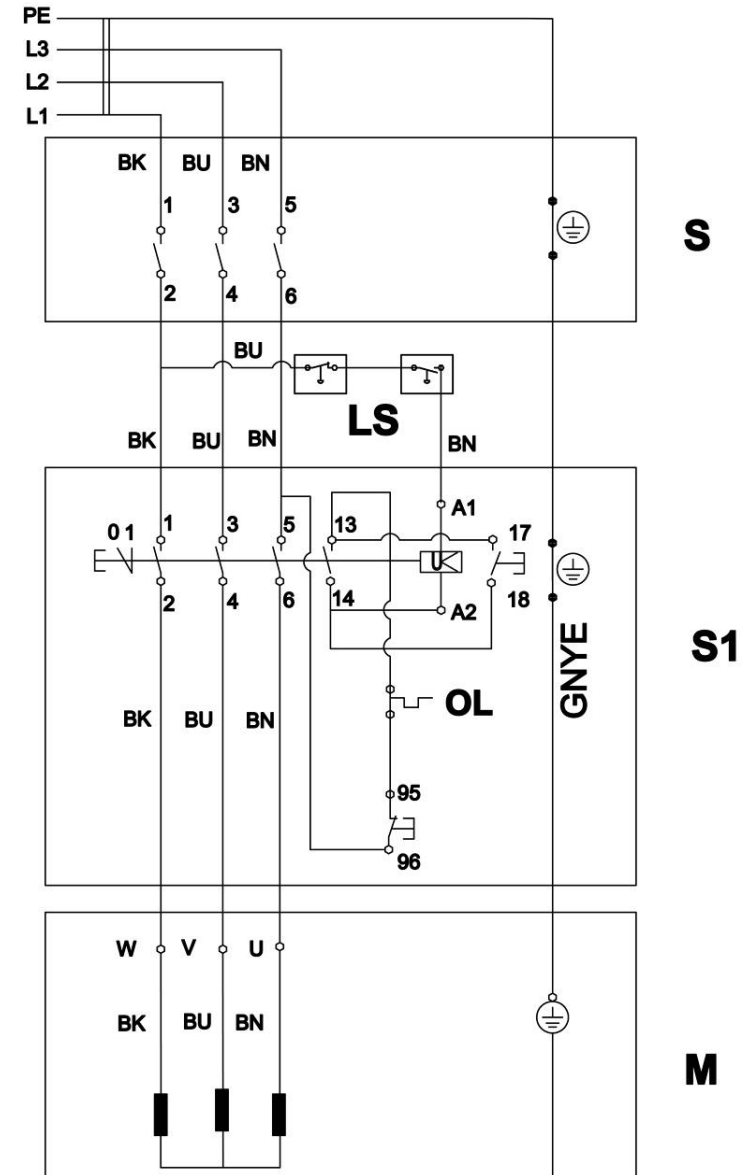 PE
L3
L2
L1
BK BU BN
1 3 5
S
2 4 6
BU
LS
BK BU BN BN
A1
0 1 1 3 5 13 17
U
2 4 6 14 A2 18
S1
GNYE
OL
BK BU BN
95
96
W V U
BK BU BN
M